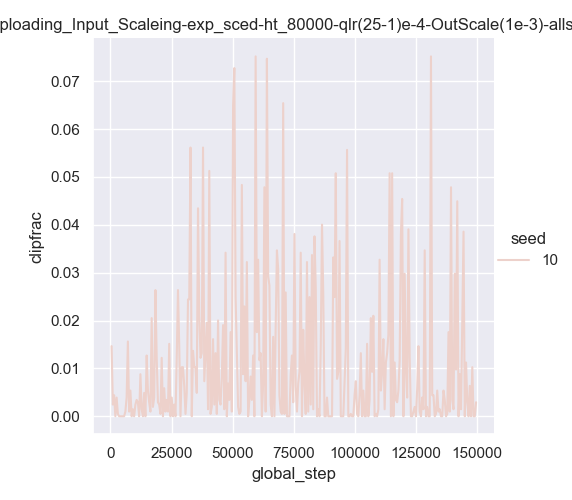 ploading_Input_Scaleing-exp_sced-ht_80000-qlr(25-1)e-4-OutScale(1e-3)-alls
0.07
0.06
0.05
0.04
0.03
0.02
0.01
0.00
clipfrac
0 25000 50000 75000 100000 125000 150000
global_step
seed
10